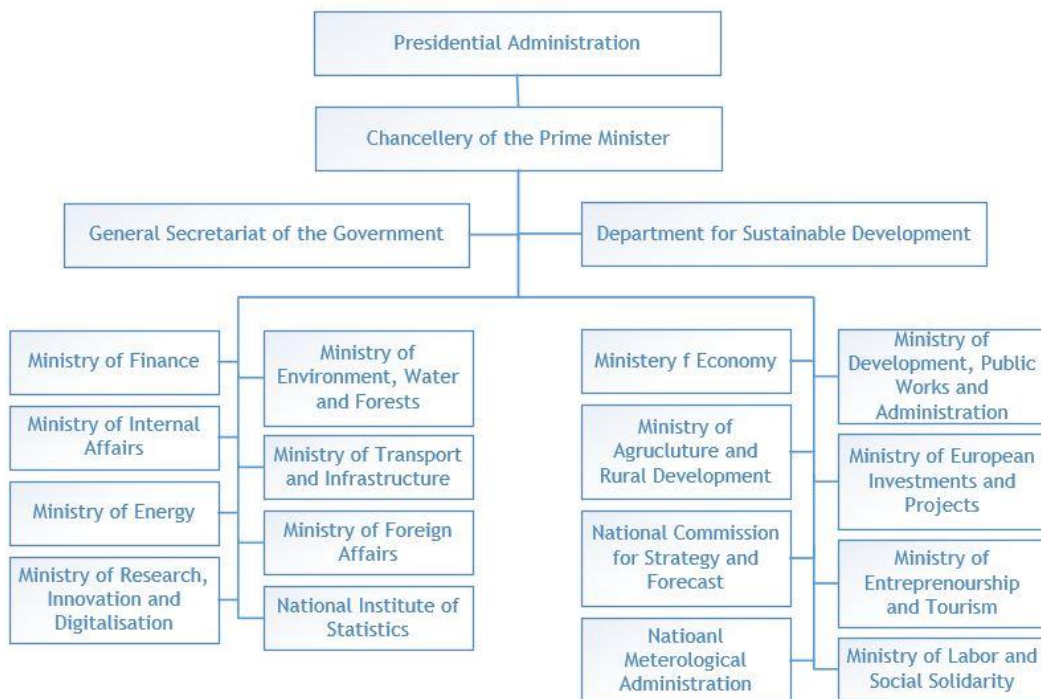 Presidential Administration
Chancellery of the Prime Minister
General Secretariat of the Government
Department for Sustainable Development
Ministry of Finance
Ministry of
Environment, Water
and Forests
Ministry of Internal
Affairs
Ministry of Transport
and Infrastructure
Ministry of Energy
Ministry of Foreign
Affairs
Ministry of Research,
Innovation and
Digitalisation
National Institute of
Statistics
Ministery f Economy
Ministry of
Development, Public
Works and
Administration
Ministry of
Agrucluture and
Rural Development
Ministry of European
Investments and
Projects
National Commission
for Strategy and
Forecast
Ministry of
Entreprenourship
and Tourism
Natioanl
Meterological
Administration
Ministry of Labor and
Social Solidarity